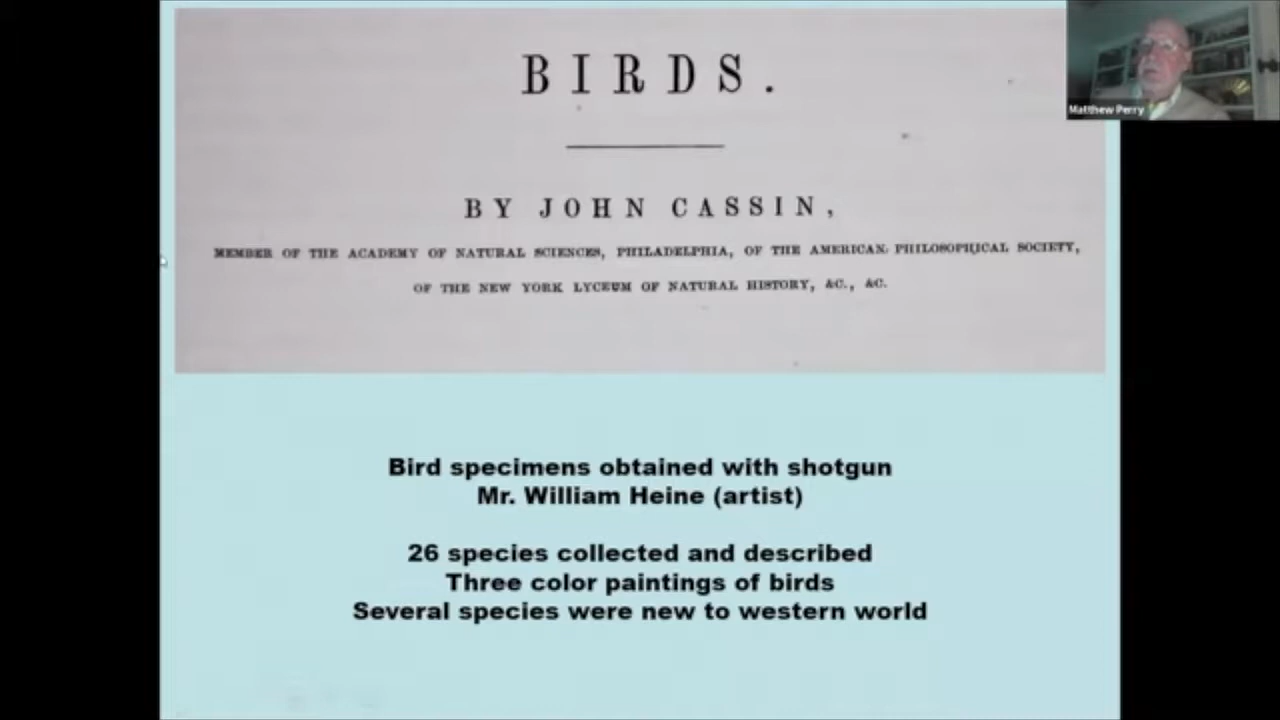 BIRDS.
BY JOHN CASSIN,
MEMBER OF THE ACADEMY OF NATURAL SCIENCES, PHILADELPHIA, OF THE AMERICAN PHILOSOPHICAL SOCIETY,
OF THE NEW YORK LYCEUM OF NATURAL HISTORY, &C., &C.
Matthew Perry
Bird specimens obtained with shotgun
Mr. William Heine (artist)
26 species collected and described
Three color paintings of birds
Several species were new to western world